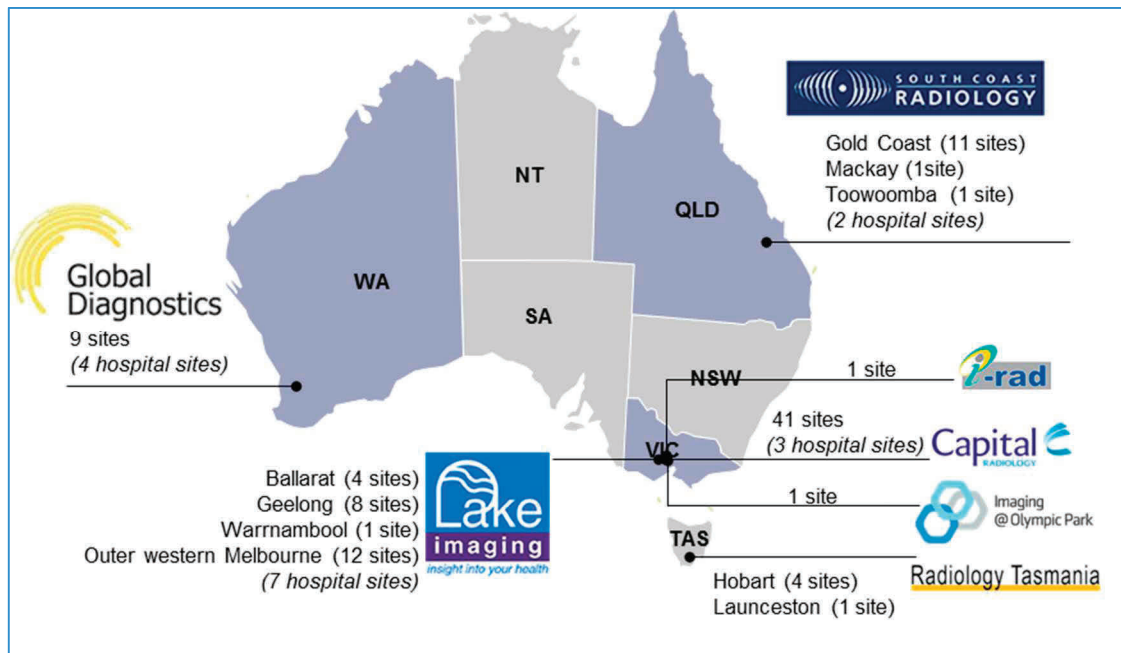 SOUTH COAST
RADIOLOGY
Gold Coast (11 sites)
Mackay (1site)
Toowoomba (1 site)
(2 hospital sites)
NT
QLD
WA
SA
NSW
VIC
TAS
Global
Diagnostics
9 sites
(4 hospital sites)
1 site
i-rad
41 sites
(3 hospital sites)
Capital
RADIOLOGY
1 site
Imaging
@ Olympic Park
Ballarat (4 sites)
Geelong (8 sites)
Warrnambool (1 site)
Outer western Melbourne (12 sites)
(7 hospital sites)
Lake
imaging
insight into your health
Hobart (4 sites)
Launceston (1 site)
Radiology Tasmania